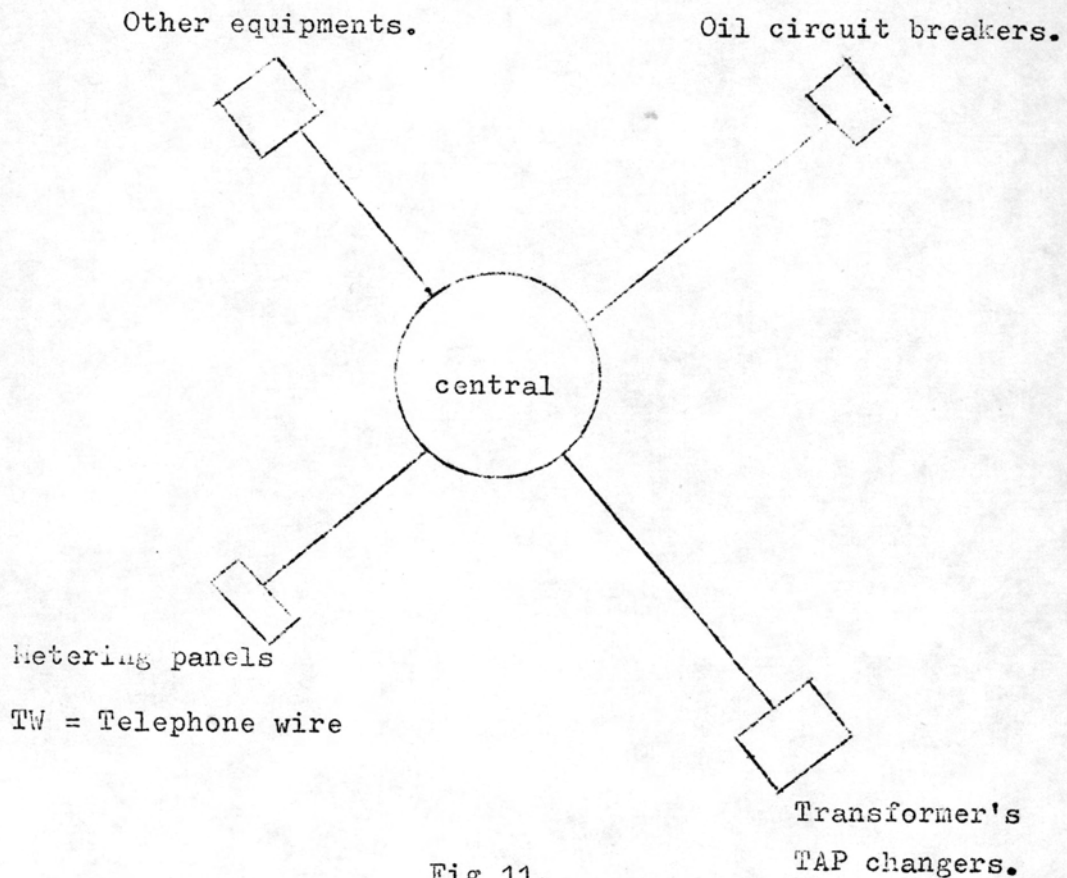 Other equipments.
Oil circuit breakers.
central
Metering panels
TW = Telephone wire
Transformer's
TAP changers.
Fig 11